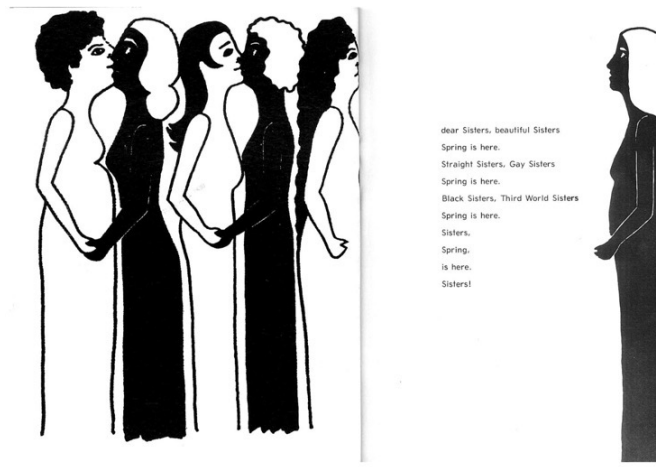 dear Sisters, beautiful Sisters
Spring is here.
Straight Sisters, Gay Sisters
Spring is here.
Black Sisters, Third World Sisters
Spring is here.
Sisters,
Spring,
is here.
Sisters!